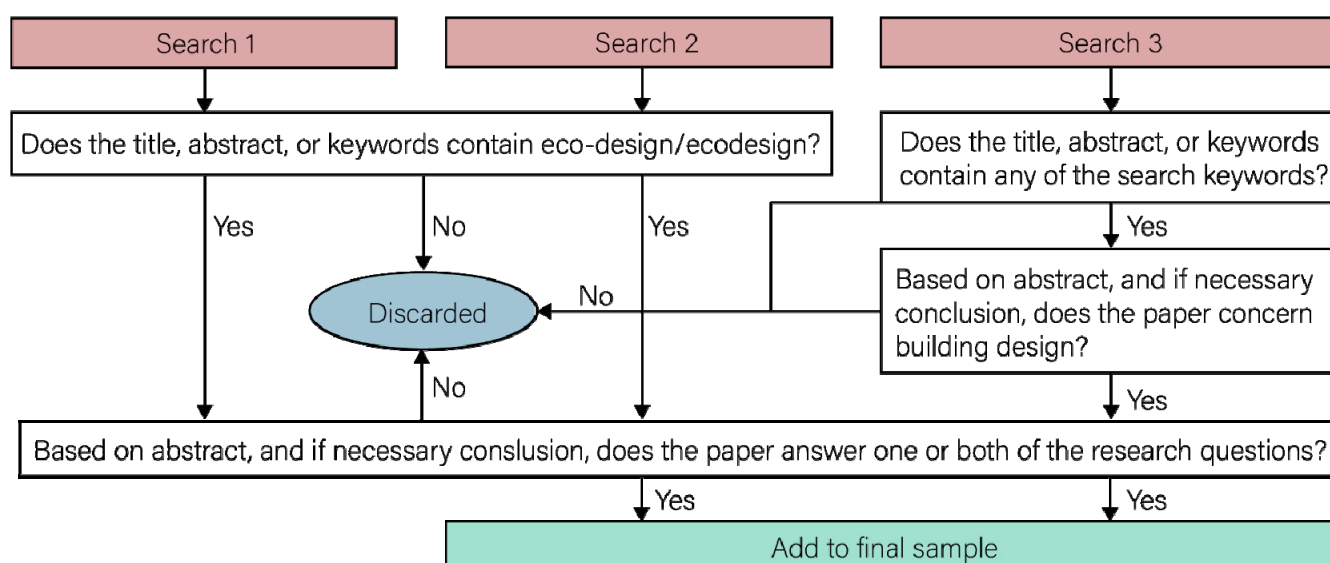 Search 1
Search 2
Search 3
Does the title, abstract, or keywords contain eco-design/ecodesign?
Does the title, abstract, or keywords
contain any of the search keywords?
Yes
No
Yes
Yes
Discarded
No
Based on abstract, and if necessary
conclusion, does the paper concern
building design?
No
Yes
Based on abstract, and if necessary conslusion, does the paper answer one or both of the research questions?
Yes
Yes
Add to final sample